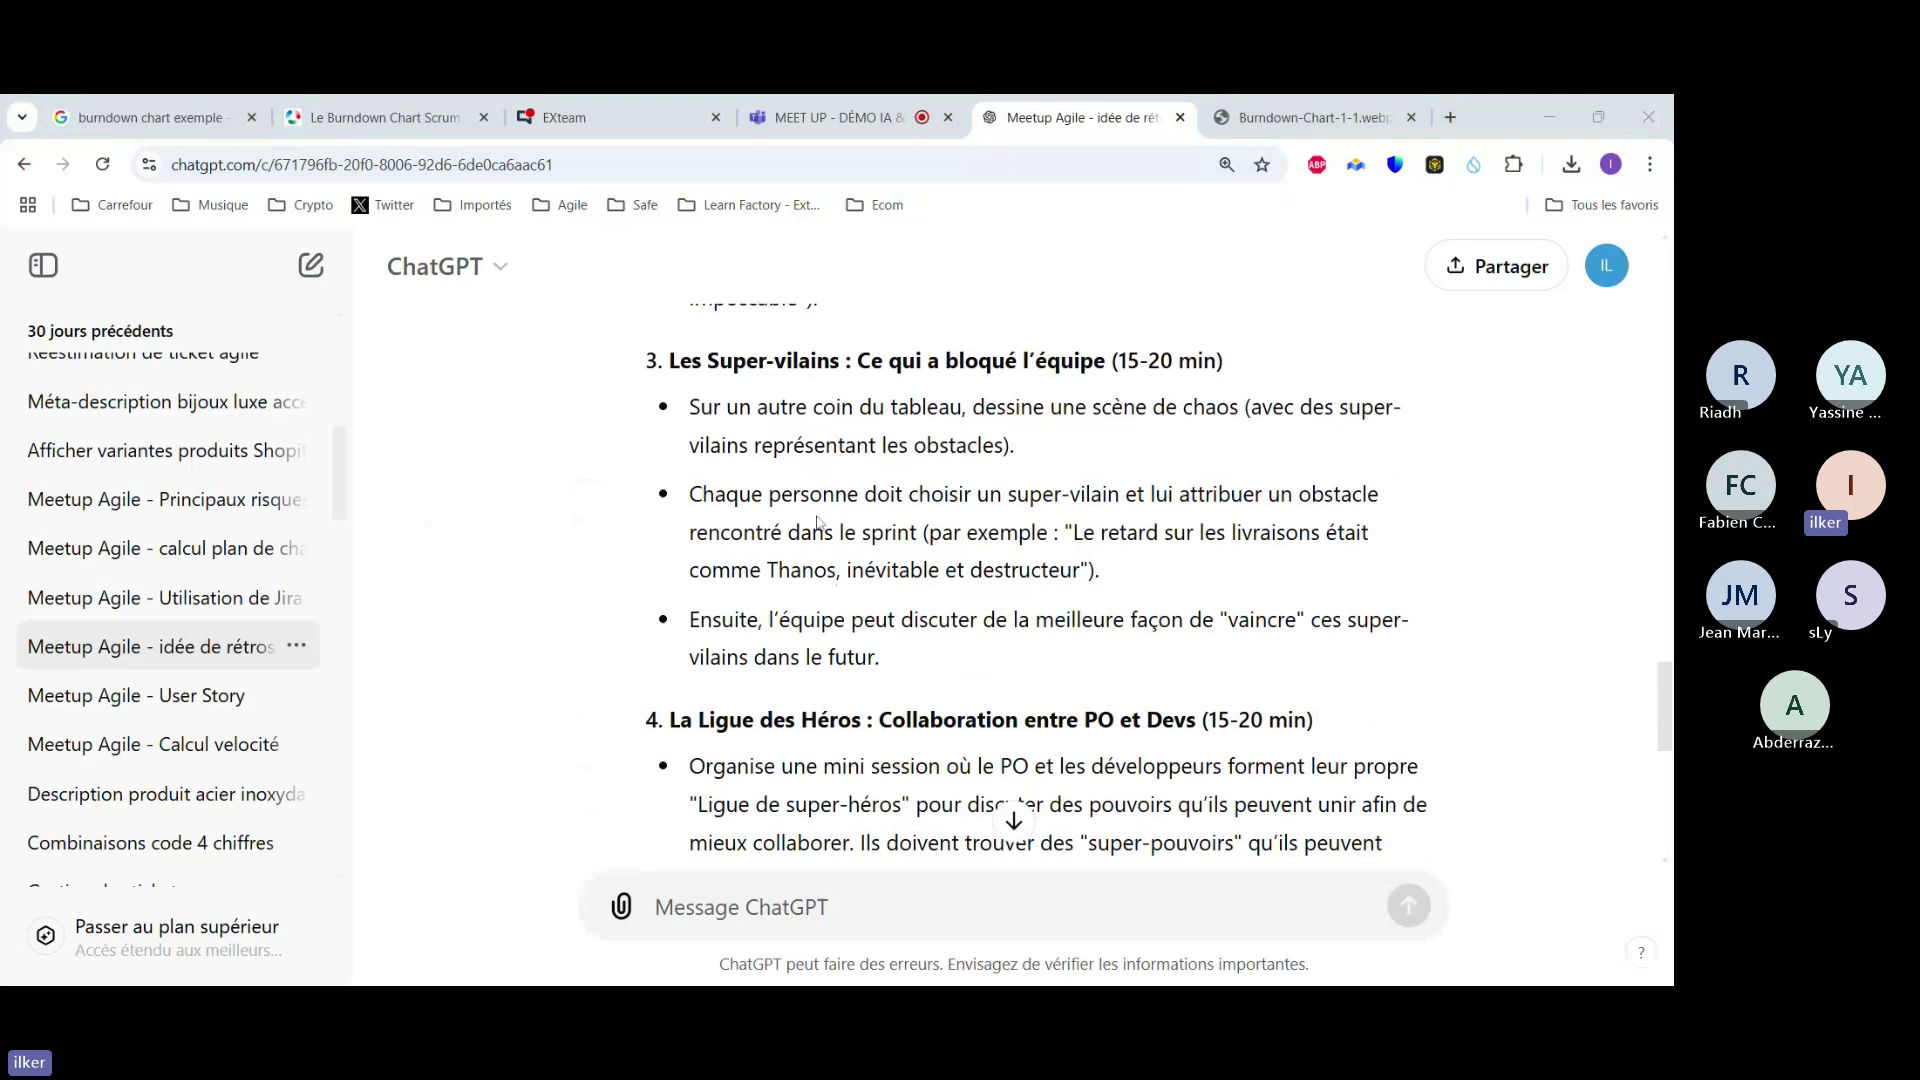 burndown chart exemple -
Le Burndown Chart Scrum
EXteam
MEET UP - DÉMO IA &
Meetup Agile - idée de rét
Burndown-Chart-1-1.webp
chatgpt.com/c/671796fb-20f0-8006-92d6-6de0ca6aac61
ABP
I
Carrefour
Musique
Crypto
Twitter
Importés
Agile
Safe
Learn Factory - Ext...
Ecom
Tous les favoris
ChatGPT
Partager
IL
30 jours précédents
Réestimation de ticket agile
Méta-description bijoux luxe acce
Afficher variantes produits Shopif
Meetup Agile - Principaux risques
Meetup Agile - calcul plan de cha
Meetup Agile - Utilisation de Jira
Meetup Agile - idée de rétros
Meetup Agile - User Story
Meetup Agile - Calcul velocité
Description produit acier inoxyda
Combinaisons code 4 chiffres
Passer au plan supérieur
Accès étendu aux meilleurs...
impeccable").
3. Les Super-vilains : Ce qui a bloqué l’équipe (15-20 min)
• Sur un autre coin du tableau, dessine une scène de chaos (avec des super-
vilains représentant les obstacles).
• Chaque personne doit choisir un super-vilain et lui attribuer un obstacle
rencontré dans le sprint (par exemple : "Le retard sur les livraisons était
comme Thanos, inévitable et destructeur").
• Ensuite, l’équipe peut discuter de la meilleure façon de "vaincre" ces super-
vilains dans le futur.
4. La Ligue des Héros : Collaboration entre PO et Devs (15-20 min)
• Organise une mini session où le PO et les développeurs forment leur propre
"Ligue de super-héros" pour discuter des pouvoirs qu’ils peuvent unir afin de
mieux collaborer. Ils doivent trouver des "super-pouvoirs" qu’ils peuvent
Message ChatGPT
ChatGPT peut faire des erreurs. Envisagez de vérifier les informations importantes.
?
R
Riadh
YA
Yassine ...
FC
Fabien C...
I
ilker
JM
Jean Mar...
S
sLy
A
Abderraz...
ilker